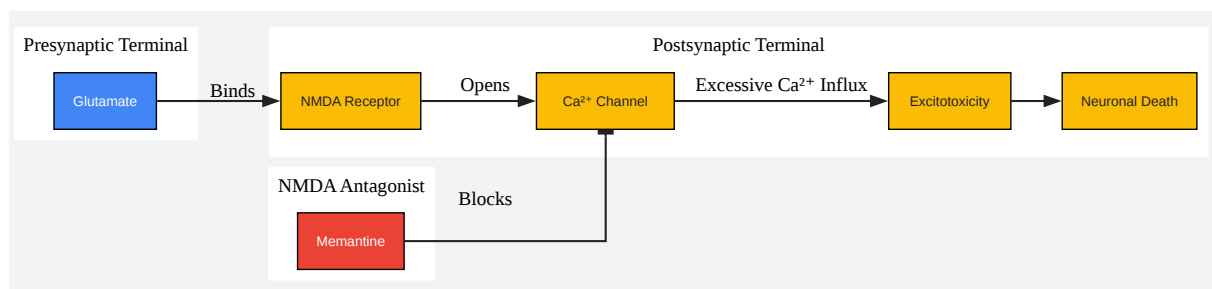 Presynaptic Terminal
Postsynaptic Terminal
Glutamate
Binds
NMDA Receptor
Opens
Ca²⁺ Channel
Excessive Ca²⁺ Influx
Excitotoxicity
Neuronal Death
NMDA Antagonist
Blocks
Memantine